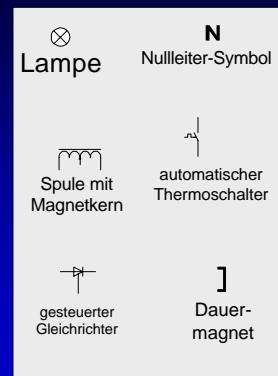 N
Lampe
Nullleiter-Symbol
Spule mit
Magnetkern
automatischer
Thermoschalter
gesteuerter
Gleichrichter
Dauer-
magnet